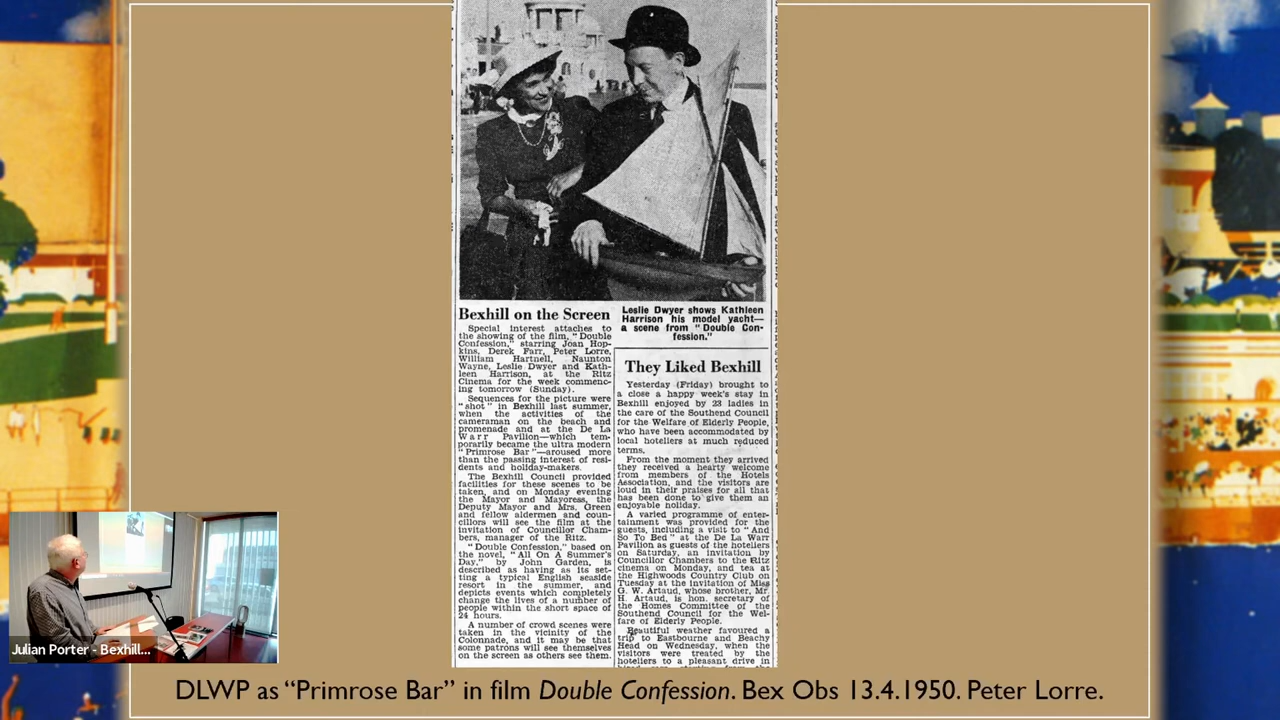 Bexhill on the Screen
Special interest attaches to
the showing of the film, "Double
Confession," starring Joan Hop-
kins, Derek Farr, Peter Lorre,
William Hartnell, Naunton
Wayne, Leslie Dwyer and Kath-
leen Harrison, at the Ritz
Cinema for the week commenc-
ing tomorrow (Sunday).
Sequences for the picture were
"shot" in Bexhill last summer,
when the activities of the
cameraman on the beach and
promenade and at the De La
Warr Pavilion—which tem-
porarily became the ultra modern
"Primrose Bar"—aroused more
than the passing interest of resi-
dents and holiday-makers.
The Bexhill Council provided
facilities for these scenes to be
taken, and on Monday evening
the Mayor and Mayoress, the
Deputy Mayor and Mrs. Green
and fellow aldermen and coun-
cillors will see the film at the
invitation of Councillor Cham-
bers, manager of the Ritz.
"Double Confession," based on
the novel, "All On A Summer's
Day," by John Garden, is
described as having as its set-
ting a typical English seaside
resort in the summer, and
depicts events which completely
change the lives of a number of
people within the short space of
24 hours.
A number of crowd scenes were
taken in the vicinity of the
Colonnade, and it may be that
some patrons will see themselves
on the screen as others see them.
Leslie Dwyer shows Kathleen
Harrison his model yacht—
a scene from "Double Con-
fession."
They Liked Bexhill
Yesterday (Friday) brought to
a close a happy week's stay in
Bexhill enjoyed by 23 ladies in
the care of the Southend Council
for the Welfare of Elderly People,
who have been accommodated by
local hoteliers at much reduced
terms.
From the moment they arrived
they received a hearty welcome
from members of the Hotels
Association, and the visitors are
loud in their praises for all that
has been done to give them an
enjoyable holiday.
A varied programme of enter-
tainment was provided for the
guests, including a visit to "And
So To Bed" at the De La Warr
Pavilion as guests of the hoteliers
on Saturday, an invitation by
Councillor Chambers to the Ritz
cinema on Monday, and tea at
the Highwoods Country Club on
Tuesday at the invitation of Miss
G. W. Artaud, whose brother, Mr.
H. Artaud, is hon. secretary of
the Homes Committee of the
Southend Council for the Wel-
fare of Elderly People.
Beautiful weather favoured a
trip to Eastbourne and Beachy
Head on Wednesday, when the
visitors were treated by the
hoteliers to a pleasant drive in
Julian Porter - Bexhill...
DLWP as "Primrose Bar" in film Double Confession. Bex Obs 13.4.1950. Peter Lorre.